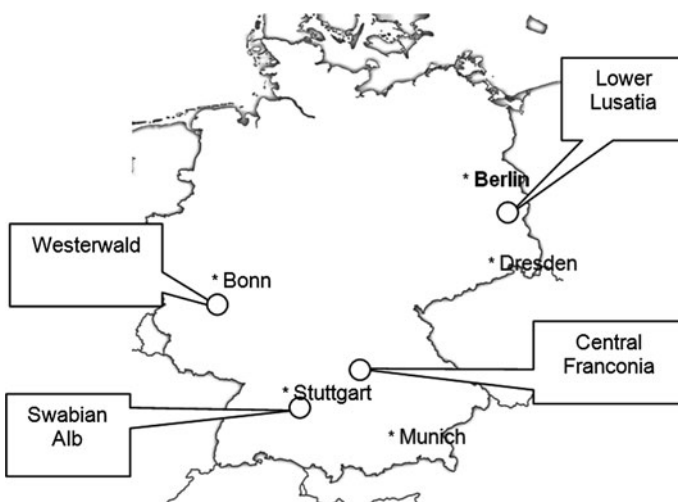 Lower
Lusatia
* Berlin
Westerwald
* Bonn
* Dresden
Central
Franconia
* Stuttgart
Swabian
Alb
* Munich